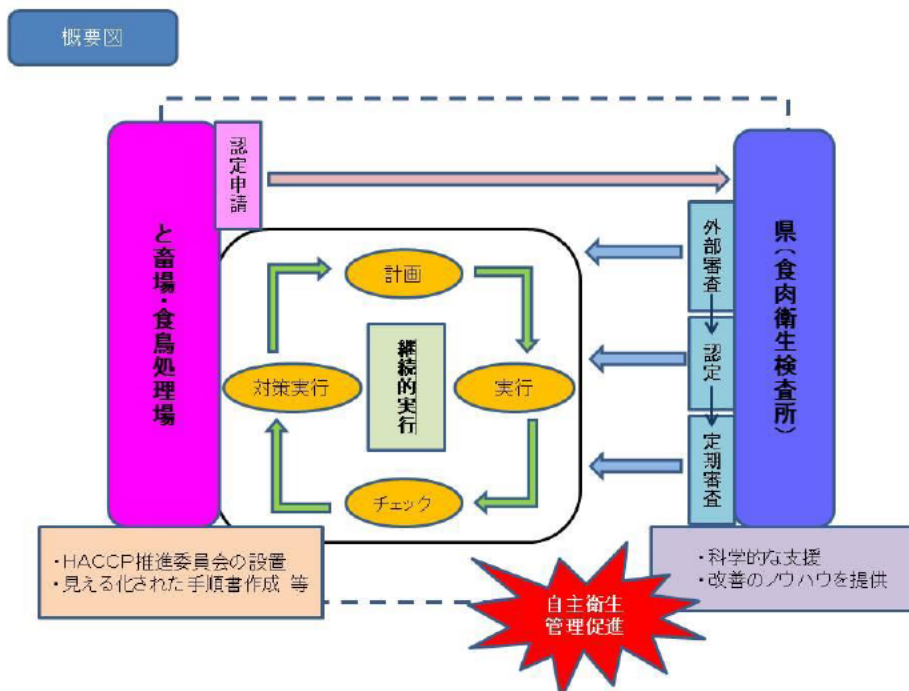 概要図
認定申請
と畜場・食鳥処理場
県（食肉衛生検査所）
外部審査
認定
定期審査
計画
実行
チェック
対策実行
継続的実行
・HACCP推進委員会の設置
・見える化された手順書作成 等
・科学的な支援
・改善のノウハウを提供
自主衛生
管理促進